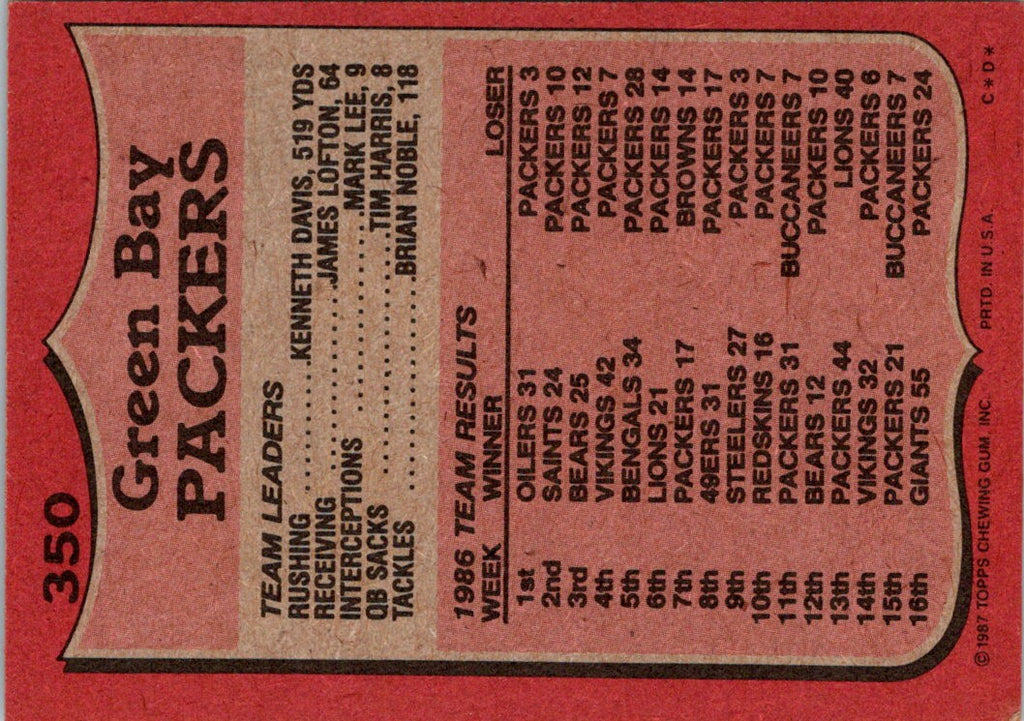 350
Green Bay
PACKERS
TEAM LEADERS
RUSHING ..........KENNETH DAVIS, 519 YDS
RECEIVING ....................JAMES LOFTON, 64
INTERCEPTIONS ....................MARK LEE, 9
QB SACKS ........................TIM HARRIS, 8
TACKLES ....................BRIAN NOBLE, 118
1986 TEAM RESULTS
WEEK WINNER LOSER
1st OILERS 31 PACKERS 3
2nd SAINTS 24 PACKERS 10
3rd BEARS 25 PACKERS 12
4th VIKINGS 42 PACKERS 7
5th BENGALS 34 PACKERS 28
6th LIONS 21 PACKERS 14
7th PACKERS 17 BROWNS 14
8th 49ERS 31 PACKERS 17
9th STEELERS 27 PACKERS 3
10th REDSKINS 16 PACKERS 7
11th PACKERS 31 BUCCANEERS 7
12th BEARS 12 PACKERS 10
13th PACKERS 44 LIONS 40
14th VIKINGS 32 PACKERS 6
15th PACKERS 21 BUCCANEERS 7
16th GIANTS 55 PACKERS 24
© 1987 TOPPS CHEWING GUM, INC. PRTD. IN U.S.A. C*D*